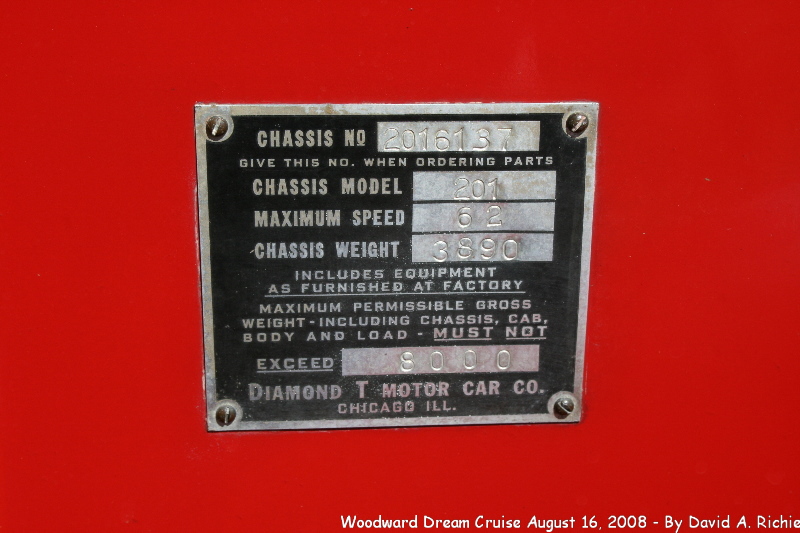 CHASSIS NO 2016137
GIVE THIS NO. WHEN ORDERING PARTS
CHASSIS MODEL 201
MAXIMUM SPEED 62
CHASSIS WEIGHT 3890
INCLUDES EQUIPMENT
AS FURNISHED AT FACTORY
MAXIMUM PERMISSIBLE GROSS
WEIGHT-INCLUDING CHASSIS, CAB,
BODY AND LOAD - MUST NOT
EXCEED 8000
DIAMOND T MOTOR CAR CO.
CHICAGO ILL.
Woodward Dream Cruise August 16, 2008 - By David A. Richie